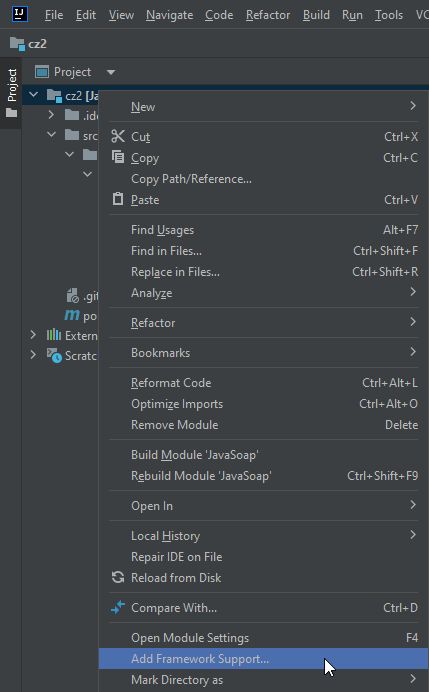 IJ File Edit View Navigate Code Refactor Build Run Tools VC
cz2
Project
Project
cz2 [Ja
New
.ide
src
Cut Ctrl+X
Copy Ctrl+C
Copy Path/Reference...
Paste Ctrl+V
Find Usages Alt+F7
Find in Files... Ctrl+Shift+F
Replace in Files... Ctrl+Shift+R
Analyze
.git
po
Refactor
Extern
Scratc
Bookmarks
Reformat Code Ctrl+Alt+L
Optimize Imports Ctrl+Alt+O
Remove Module Delete
Build Module 'JavaSoap'
Rebuild Module 'JavaSoap' Ctrl+Shift+F9
Open In
Local History
Repair IDE on File
Reload from Disk
Compare With... Ctrl+D
Open Module Settings F4
Add Framework Support...
Mark Directory as